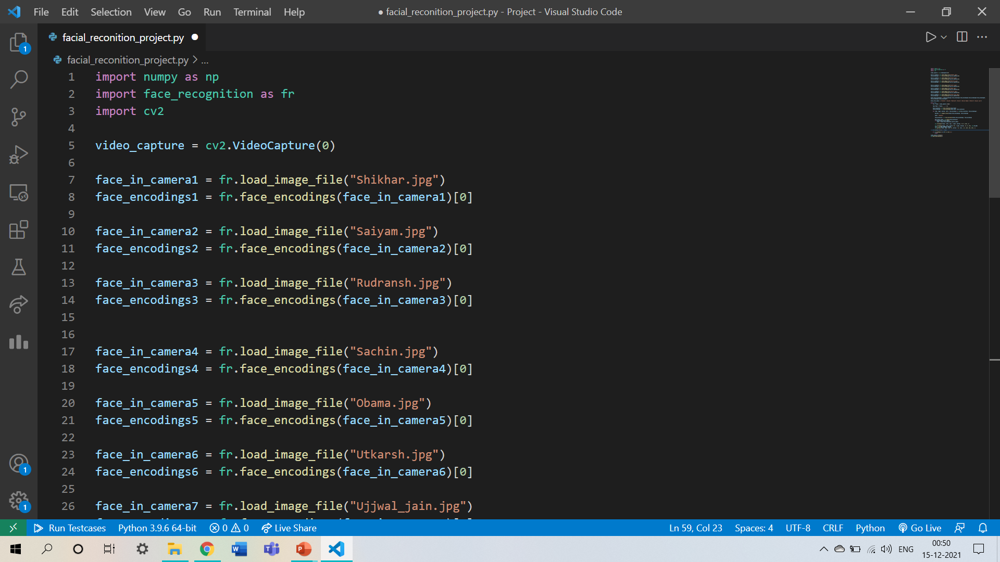 File Edit Selection View Go Run Terminal Help
● facial_reconition_project.py - Project - Visual Studio Code
facial_reconition_project.py ●
facial_reconition_project.py > ...
1 import numpy as np
2 import face_recognition as fr
3 import cv2
4
5 video_capture = cv2.VideoCapture(0)
6
7 face_in_camera1 = fr.load_image_file("Shikhar.jpg")
8 face_encodings1 = fr.face_encodings(face_in_camera1)[0]
9
10 face_in_camera2 = fr.load_image_file("Saiyam.jpg")
11 face_encodings2 = fr.face_encodings(face_in_camera2)[0]
12
13 face_in_camera3 = fr.load_image_file("Rudransh.jpg")
14 face_encodings3 = fr.face_encodings(face_in_camera3)[0]
15
16
17 face_in_camera4 = fr.load_image_file("Sachin.jpg")
18 face_encodings4 = fr.face_encodings(face_in_camera4)[0]
19
20 face_in_camera5 = fr.load_image_file("Obama.jpg")
21 face_encodings5 = fr.face_encodings(face_in_camera5)[0]
22
23 face_in_camera6 = fr.load_image_file("Utkarsh.jpg")
24 face_encodings6 = fr.face_encodings(face_in_camera6)[0]
25
26 face_in_camera7 = fr.load_image_file("Ujjwal_jain.jpg")
1
1
1
Run Testcases Python 3.9.6 64-bit 0 0 Live Share Ln 59, Col 23 Spaces: 4 UTF-8 CRLF Python Go Live
ENG
00:50
15-12-2021